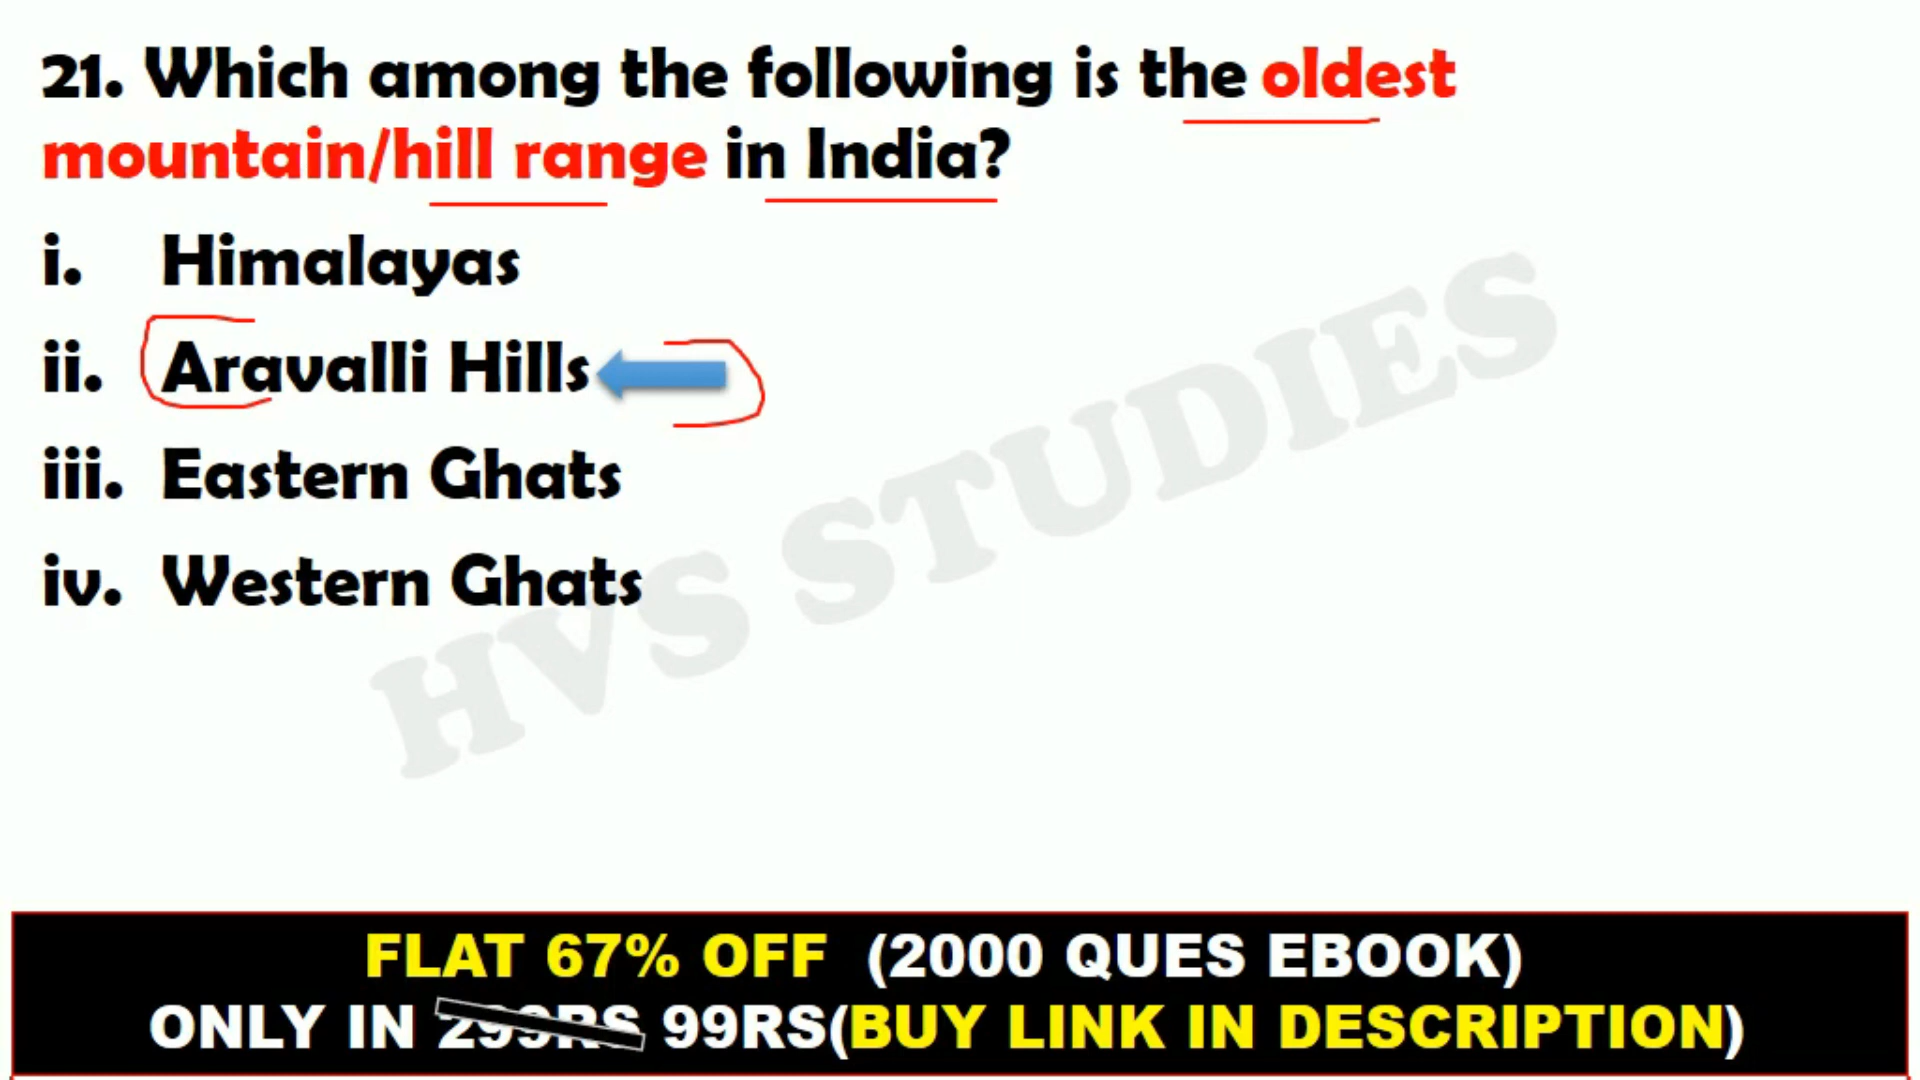 21. Which among the following is the oldest
mountain/hill range in India?
i. Himalayas
ii. Aravalli Hills
iii. Eastern Ghats
iv. Western Ghats
HVS STUDIES
FLAT 67% OFF (2000 QUES EBOOK)
ONLY IN 299RS 99RS(BUY LINK IN DESCRIPTION)